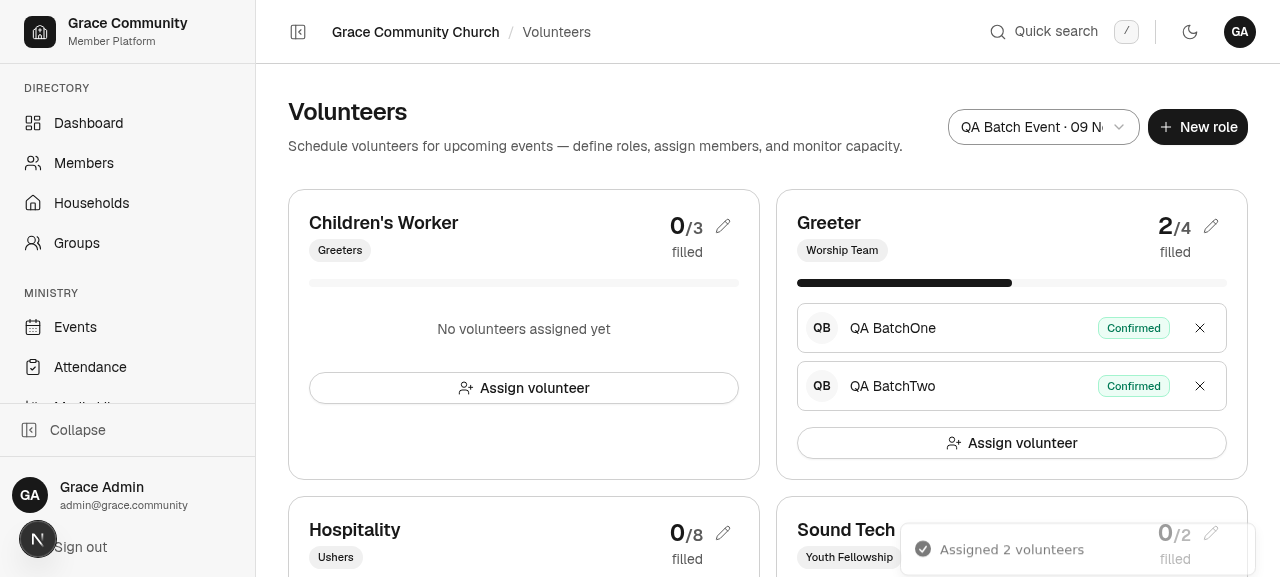 Grace Community
Member Platform
DIRECTORY
Dashboard
Members
Households
Groups
MINISTRY
Events
Attendance
Collapse
GA
Grace Admin
admin@grace.community
N
Sign out
Grace Community Church / Volunteers
Quick search
/
GA
Volunteers
Schedule volunteers for upcoming events — define roles, assign members, and monitor capacity.
QA Batch Event · 09 N
New role
Children's Worker
Greeters
0/3
filled
No volunteers assigned yet
Assign volunteer
Greeter
Worship Team
2/4
filled
QB QA BatchOne Confirmed
QB QA BatchTwo Confirmed
Assign volunteer
Hospitality
Ushers
0/8
filled
Sound Tech
Youth Fellowship
0/2
filled
Assigned 2 volunteers